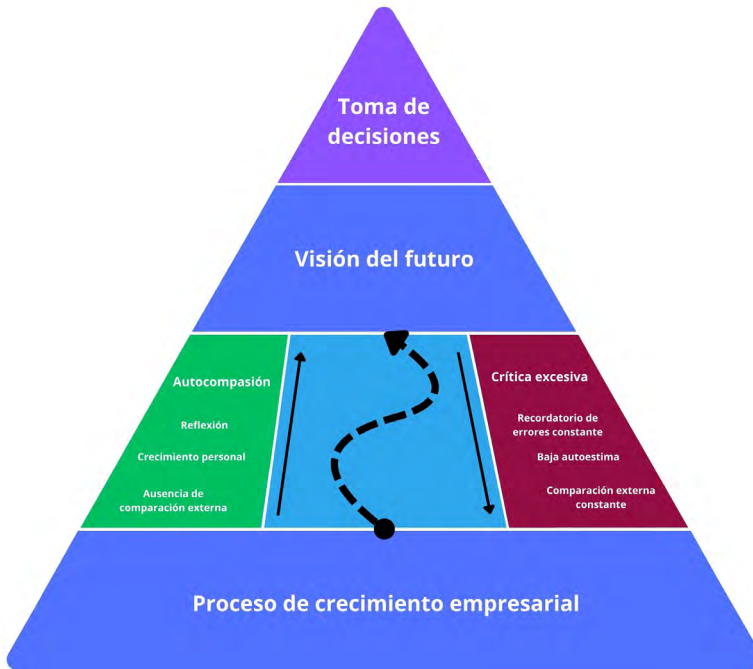 Toma de
decisiones
Visión del futuro
Autocompasión
Reflexión
Crecimiento personal
Ausencia de
comparación externa
Crítica excesiva
Recordatorio de
errores constante
Baja autoestima
Comparación externa
constante
Proceso de crecimiento empresarial